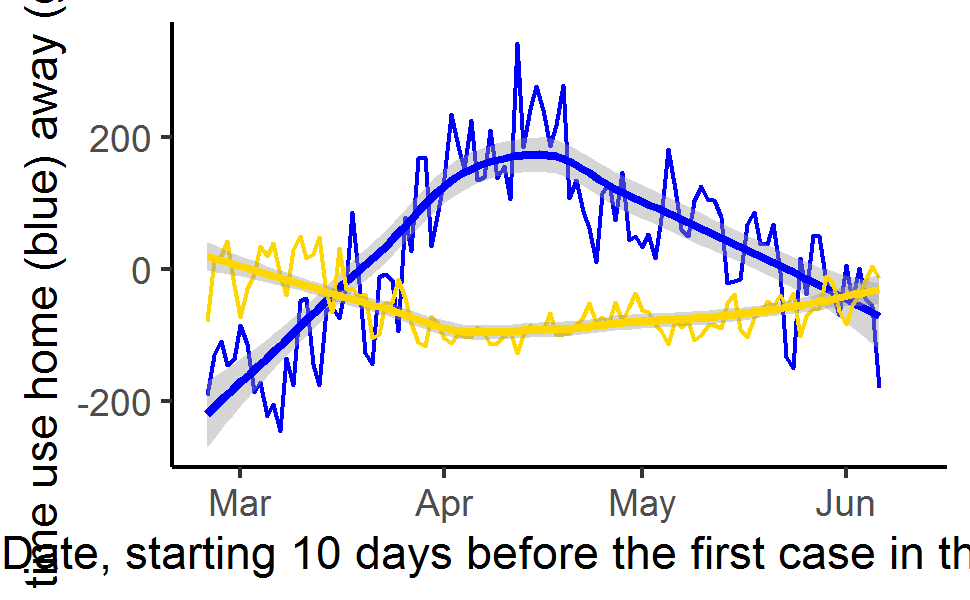 time use home (blue) away (
200
0
-200
Mar Apr May Jun
Date, starting 10 days before the first case in th